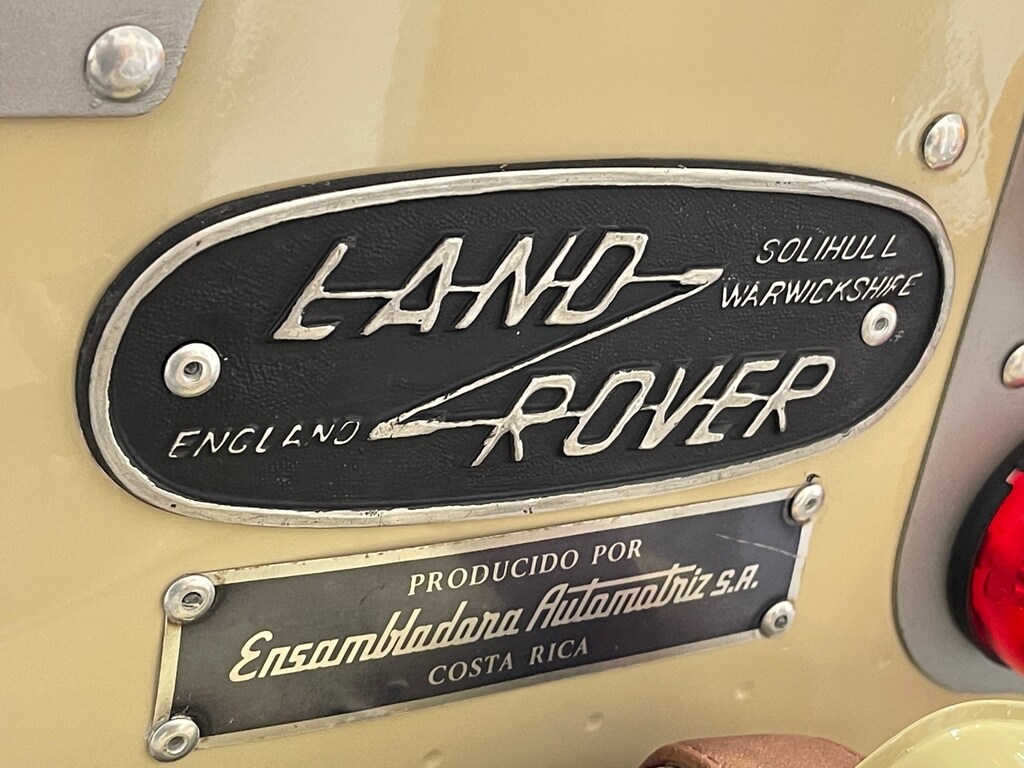 LAND
SOLIHULL
WARWICKSHIRE
ENGLAND
ROVER
PRODUCIDO POR
Ensambladora Automotriz S.A.
COSTA RICA